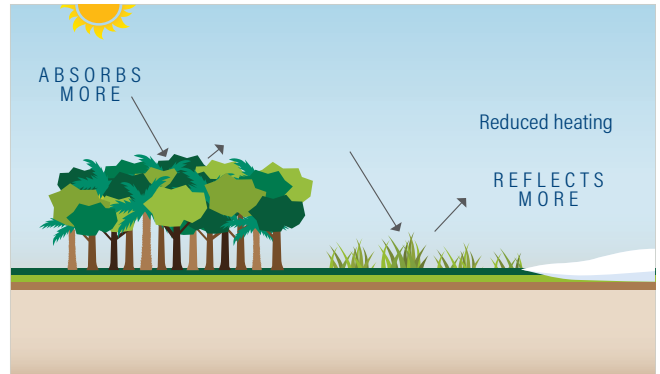 ABSORBS
MORE
Reduced heating
REFLECTS
MORE